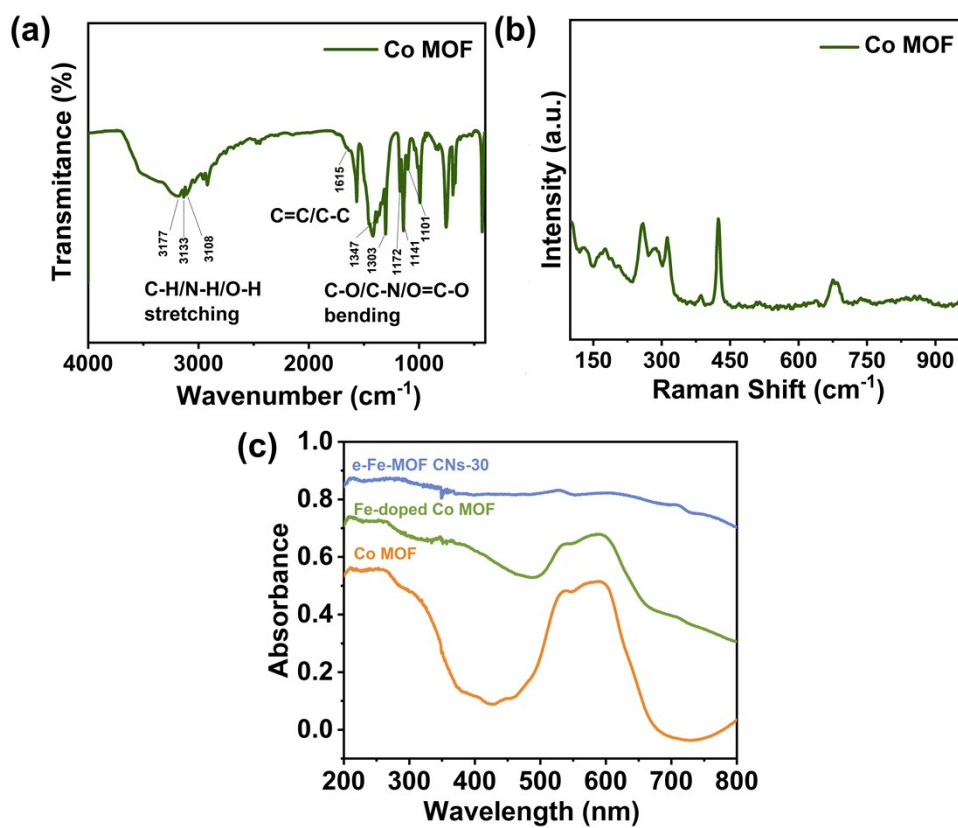 (a)
Co MOF
Transmitance (%)
1615
C=C/C-C
3177
3133
3108
1347
1303
1172
1141
1101
C-H/N-H/O-H
stretching
C-O/C-N/O=C-O
bending
4000
3000
2000
1000
Wavenumber (cm⁻¹)
(b)
Co MOF
Intensity (a.u.)
150
300
450
600
750
900
Raman Shift (cm⁻¹)
(c)
1.0
0.8
0.6
0.4
0.2
0.0
Absorbance
e-Fe-MOF CNs-30
Fe-doped Co MOF
Co MOF
200
300
400
500
600
700
800
Wavelength (nm)